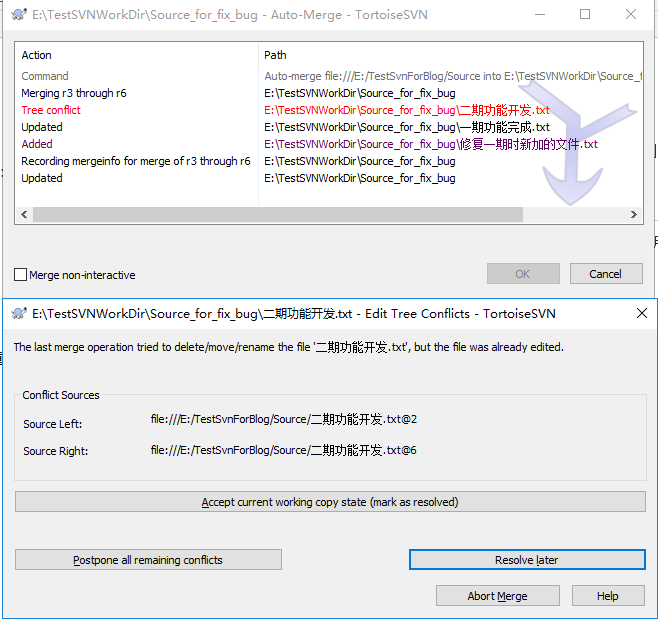 E:\TestSVNWorkDir\Source_for_fix_bug - Auto-Merge - TortoiseSVN
Action Path
Command Auto-merge file:///E:/TestSvnForBlog/Source into E:\TestSVNWorkDir\Source_f
Merging r3 through r6 E:\TestSVNWorkDir\Source_for_fix_bug
Tree conflict E:\TestSVNWorkDir\Source_for_fix_bug\二期功能开发.txt
Updated E:\TestSVNWorkDir\Source_for_fix_bug\一期功能完成.txt
Added E:\TestSVNWorkDir\Source_for_fix_bug\修复一期时新加的文件.txt
Recording mergeinfo for merge of r3 through r6 E:\TestSVNWorkDir\Source_for_fix_bug
Updated E:\TestSVNWorkDir\Source_for_fix_bug
Merge non-interactive OK Cancel
E:\TestSVNWorkDir\Source_for_fix_bug\二期功能开发.txt - Edit Tree Conflicts - TortoiseSVN
The last merge operation tried to delete/move/rename the file '二期功能开发.txt', but the file was already edited.
Conflict Sources
Source Left: file:///E:/TestSvnForBlog/Source/二期功能开发.txt@2
Source Right: file:///E:/TestSvnForBlog/Source/二期功能开发.txt@6
Accept current working copy state (mark as resolved)
Postpone all remaining conflicts Resolve later
Abort Merge Help